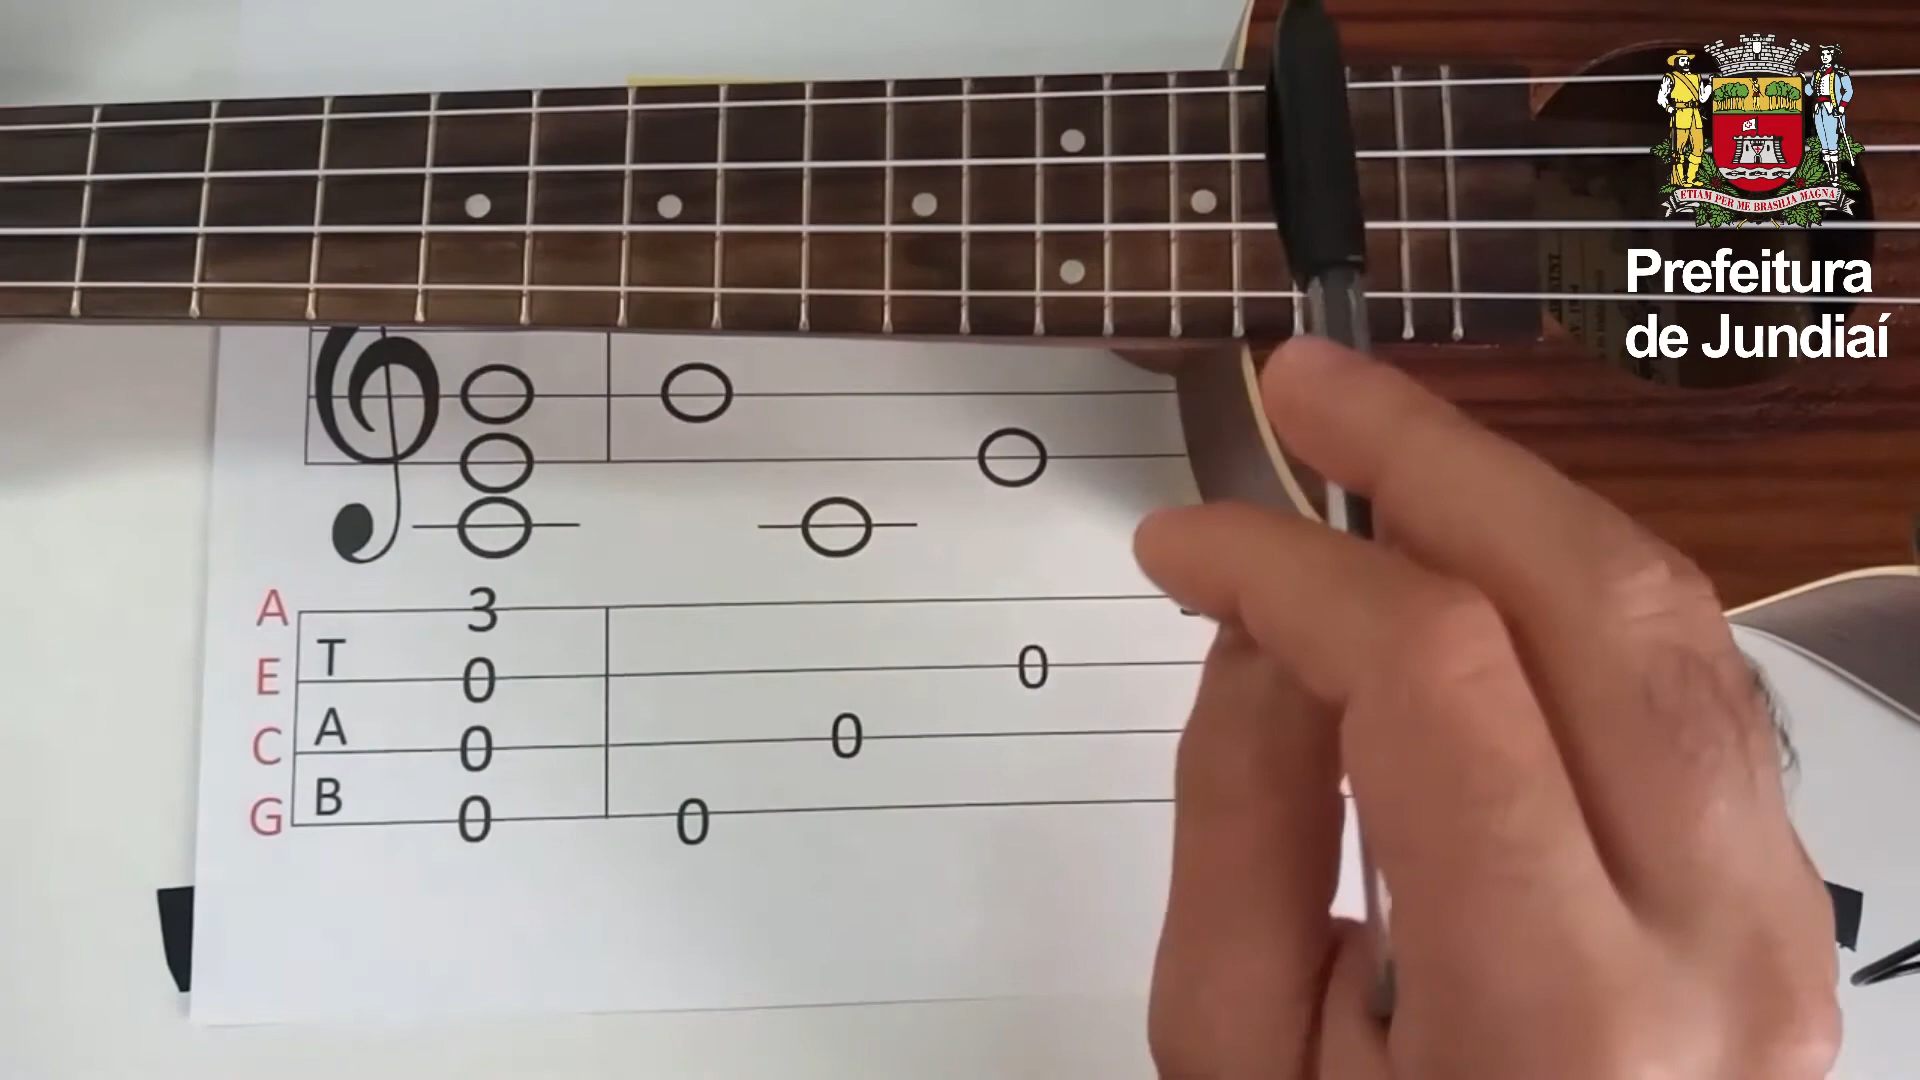 ETIAM PER ME BRASILIA MAGNA
Prefeitura
de Jundiaí
A 3
T
E 0 0
A
C 0 0
B
G 0 0